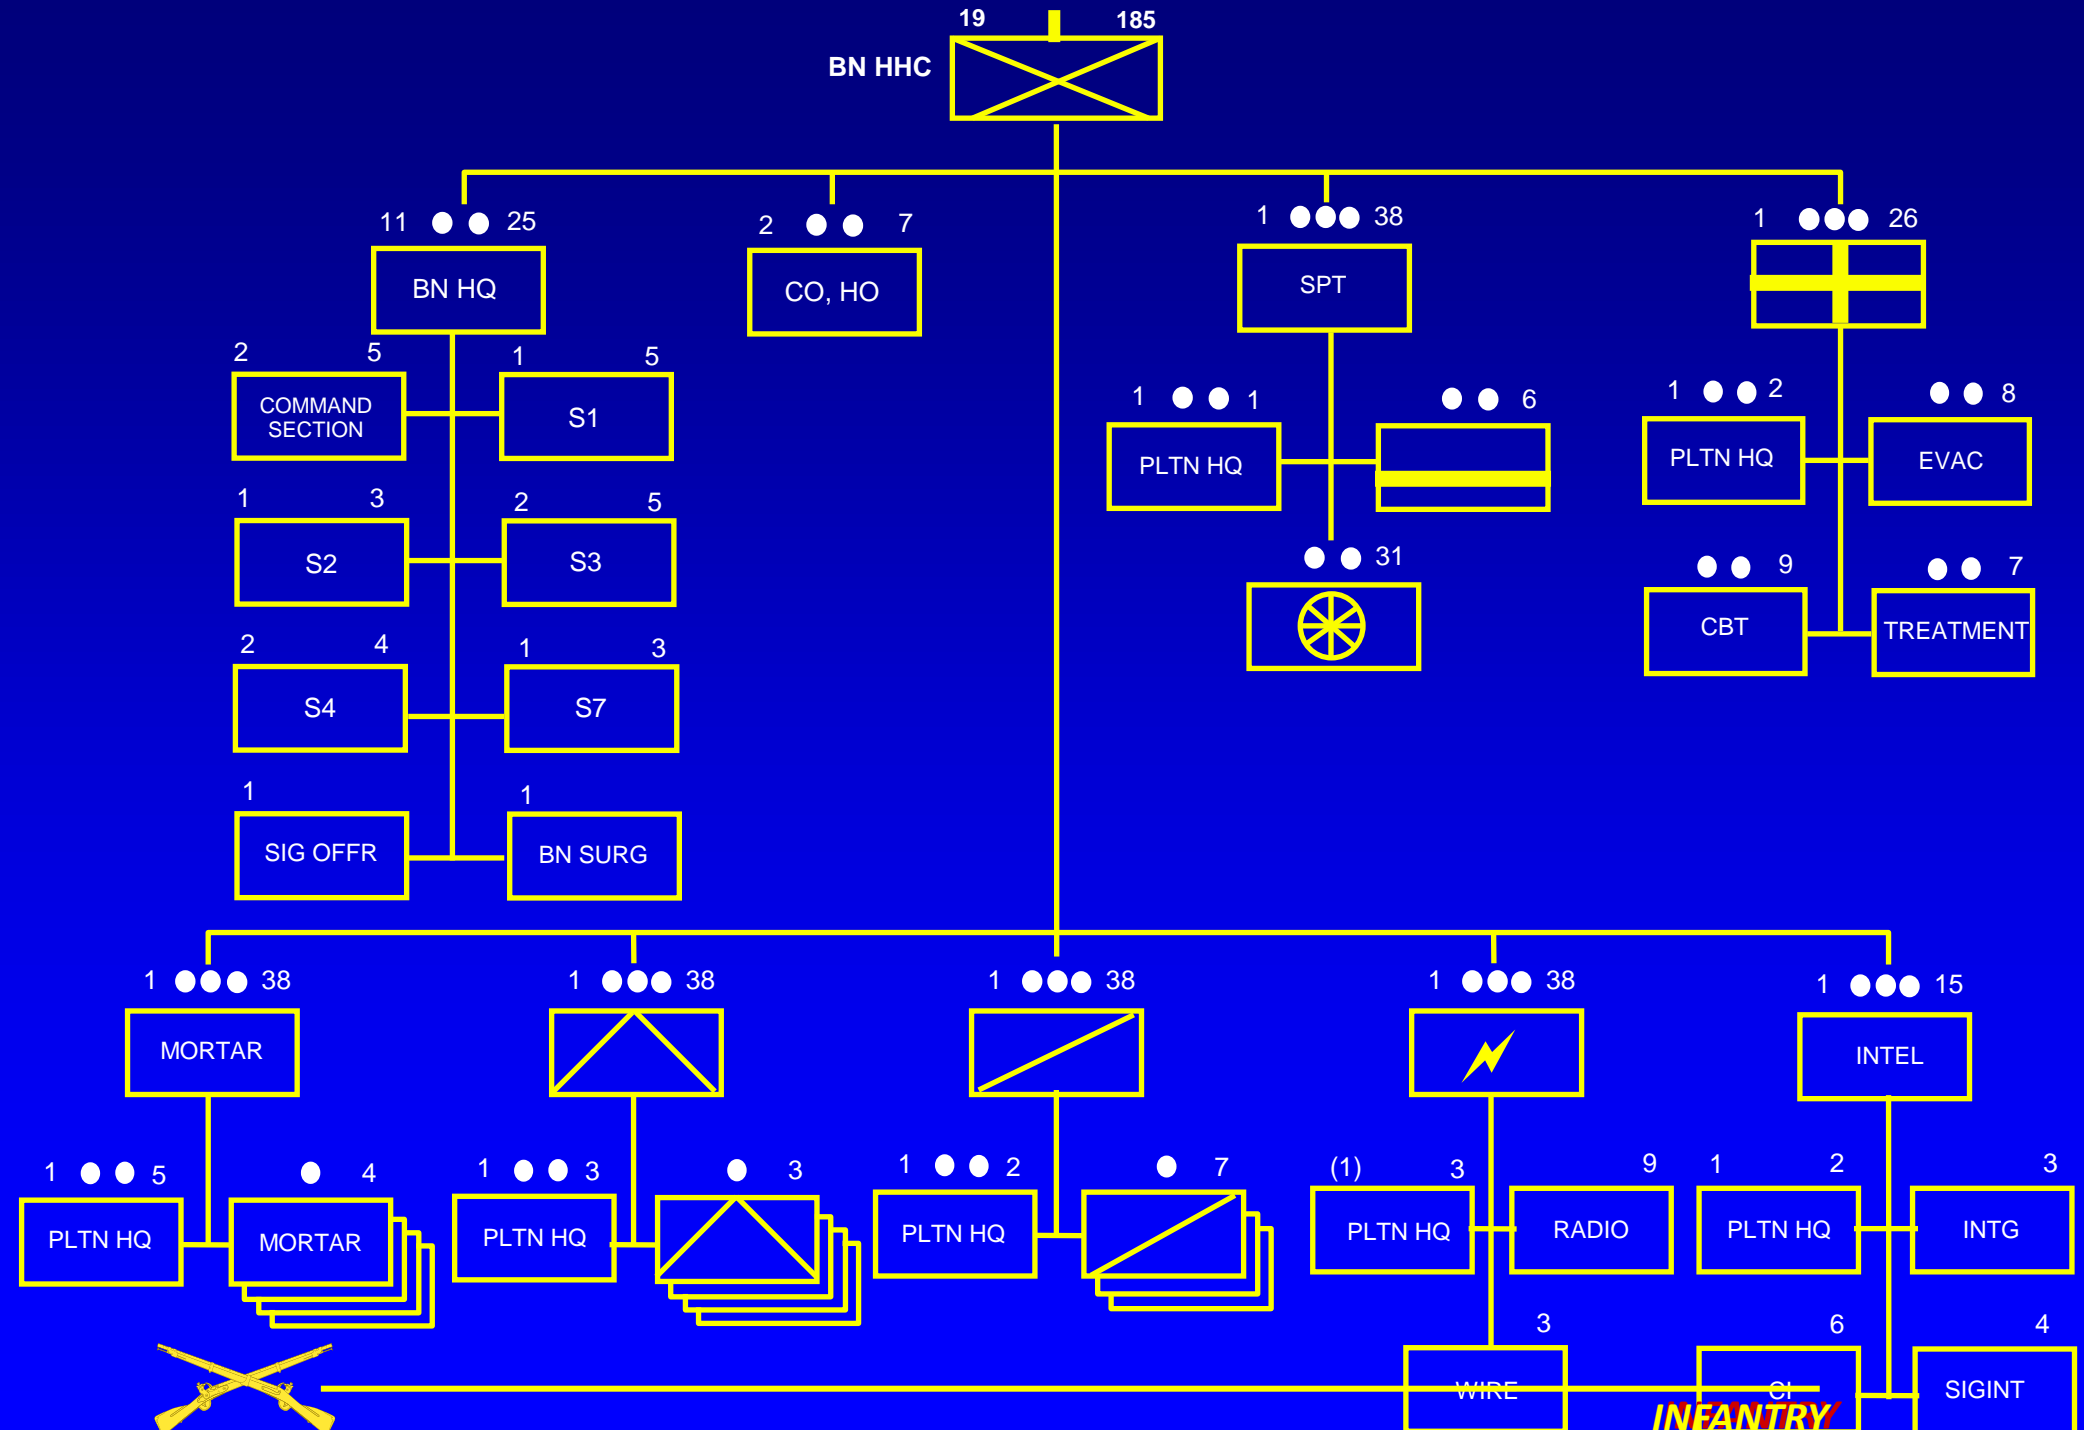 19 185
BN HHC
11 25
BN HQ
2 7
CO, HO
1 38
SPT
1 26
2 5
COMMAND
SECTION
1 5
S1
1 3
S2
2 5
S3
2 4
S4
1 3
S7
1
SIG OFFR
1
BN SURG
1 1
PLTN HQ
6
31
1 2
PLTN HQ
8
EVAC
9
CBT
7
TREATMENT
1 38
MORTAR
1 38
1 38
1 38
1 15
INTEL
1 5
PLTN HQ
4
MORTAR
1 3
PLTN HQ
3
1 2
PLTN HQ
7
(1) 3
PLTN HQ
9
RADIO
1 2
PLTN HQ
3
INTG
3
WIRE
6
CI
4
SIGINT
INFANTRY